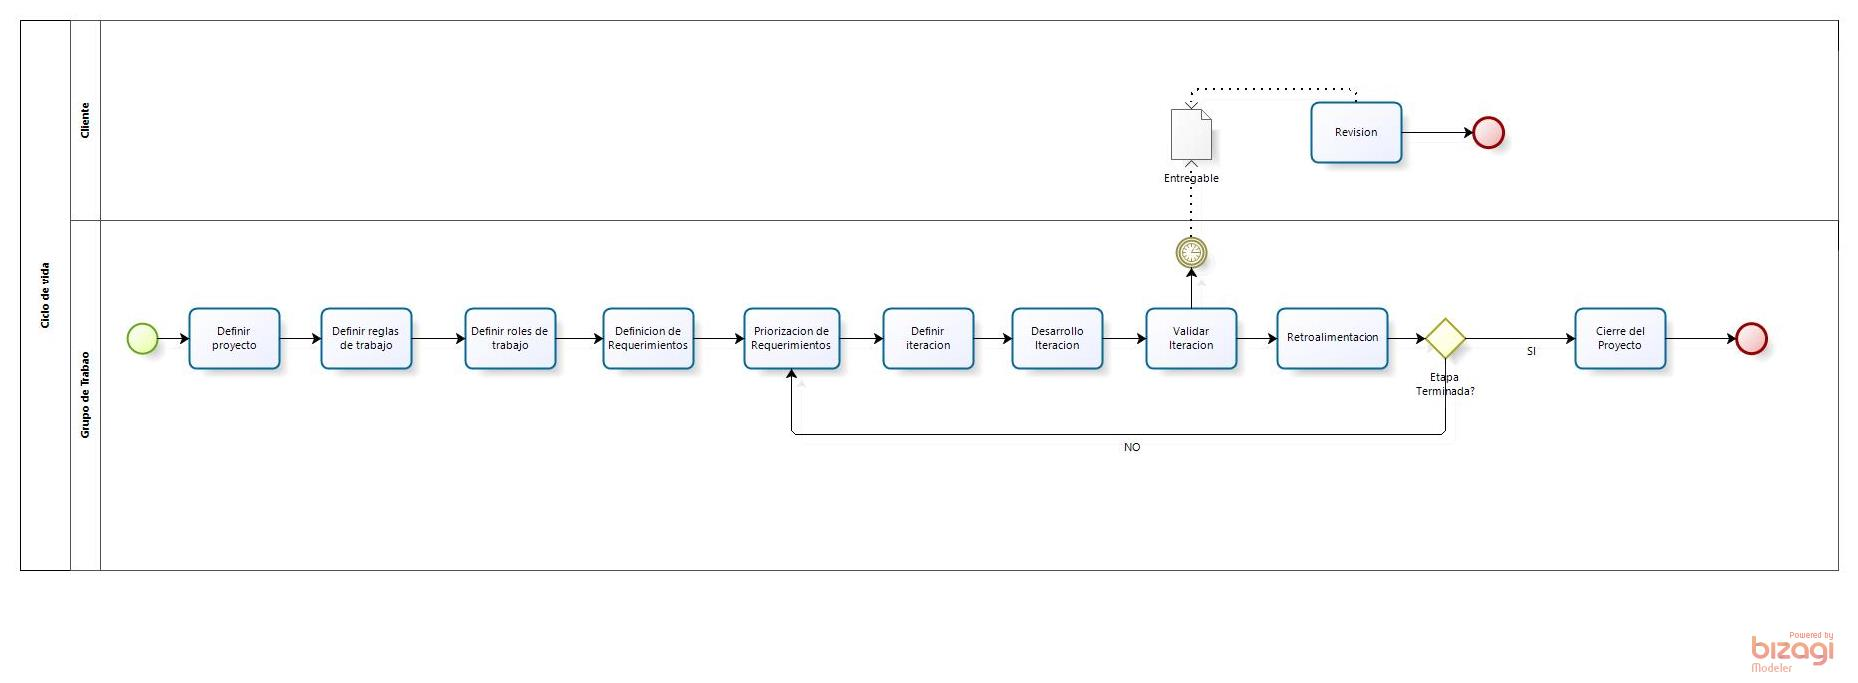 Ciclo de vida
Cliente
Entregable
Revision
Grupo de Trabao
Definir
proyecto
Definir reglas
de trabajo
Definir roles de
trabajo
Definicion de
Requerimientos
Priorizacion de
Requerimientos
Definir
iteracion
Desarrollo
Iteracion
Validar
Iteracion
Retroalimentacion
Etapa
Terminada?
SI
NO
Cierre del
Proyecto
Powered by
bizagi
Modeler